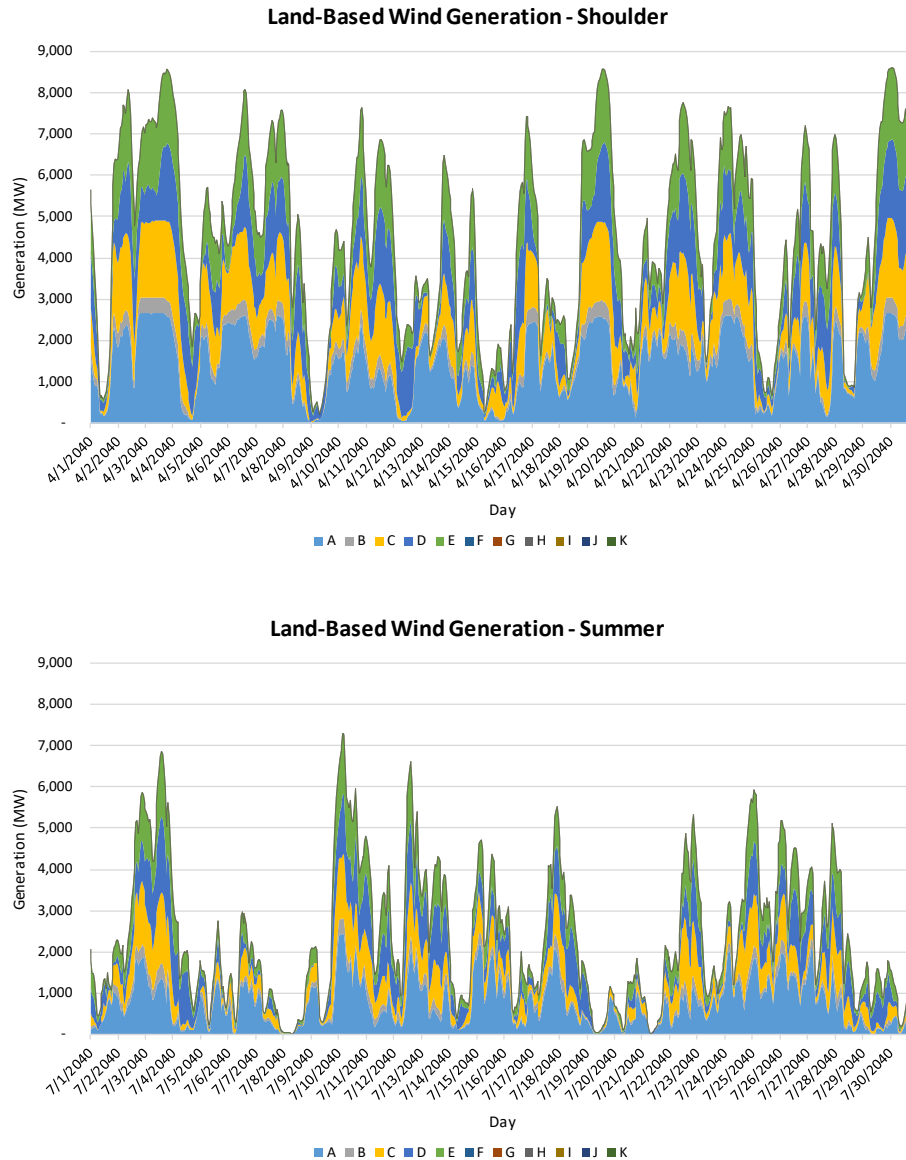 Land-Based Wind Generation - Shoulder
9,000
8,000
7,000
6,000
5,000
4,000
3,000
2,000
1,000
-
Generation (MW)
4/1/2040 4/2/2040 4/3/2040 4/4/2040 4/5/2040 4/6/2040 4/7/2040 4/8/2040 4/9/2040 4/10/2040 4/11/2040 4/12/2040 4/13/2040 4/14/2040 4/15/2040 4/16/2040 4/17/2040 4/18/2040 4/19/2040 4/20/2040 4/21/2040 4/22/2040 4/23/2040 4/24/2040 4/25/2040 4/26/2040 4/27/2040 4/28/2040 4/29/2040 4/30/2040
Day
A B C D E F G H I J K
Land-Based Wind Generation - Summer
9,000
8,000
7,000
6,000
5,000
4,000
3,000
2,000
1,000
-
Generation (MW)
7/1/2040 7/2/2040 7/3/2040 7/4/2040 7/5/2040 7/6/2040 7/7/2040 7/8/2040 7/9/2040 7/10/2040 7/11/2040 7/12/2040 7/13/2040 7/14/2040 7/15/2040 7/16/2040 7/17/2040 7/18/2040 7/19/2040 7/20/2040 7/21/2040 7/22/2040 7/23/2040 7/24/2040 7/25/2040 7/26/2040 7/27/2040 7/28/2040 7/29/2040 7/30/2040
Day
A B C D E F G H I J K